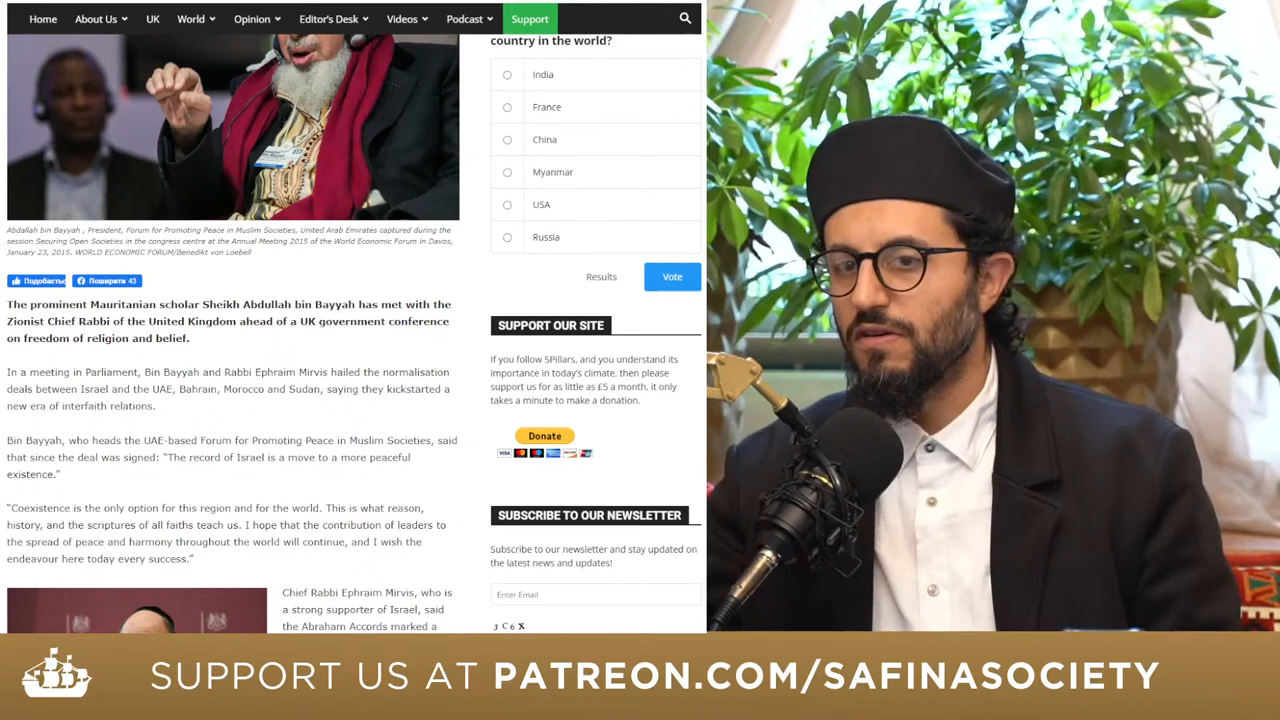 Home About Us UK World Opinion Editor's Desk Videos Podcast Support
country in the world?
India
France
China
Myanmar
USA
Russia
Results Vote
Abdallah bin Bayyah , President, Forum for Promoting Peace in Muslim Societies, United Arab Emirates captured during the
session Securing Open Societies in the congress centre at the Annual Meeting 2015 of the World Economic Forum in Davos,
January 23, 2015. WORLD ECONOMIC FORUM/Benedikt von Loebell
Поширити 43
The prominent Mauritanian scholar Sheikh Abdullah bin Bayyah has met with the
Zionist Chief Rabbi of the United Kingdom ahead of a UK government conference
on freedom of religion and belief.
In a meeting in Parliament, Bin Bayyah and Rabbi Ephraim Mirvis hailed the normalisation
deals between Israel and the UAE, Bahrain, Morocco and Sudan, saying they kickstarted a
new era of interfaith relations.
Bin Bayyah, who heads the UAE-based Forum for Promoting Peace in Muslim Societies, said
that since the deal was signed: “The record of Israel is a move to a more peaceful
existence.”
“Coexistence is the only option for this region and for the world. This is what reason,
history, and the scriptures of all faiths teach us. I hope that the contribution of leaders to
the spread of peace and harmony throughout the world will continue, and I wish the
endeavour here today every success.”
Chief Rabbi Ephraim Mirvis, who is
a strong supporter of Israel, said
the Abraham Accords marked a
SUPPORT OUR SITE
If you follow 5Pillars, and you understand its
importance in today's climate, then please
support us for as little as £5 a month, it only
takes a minute to make a donation.
Donate
VISA
SUBSCRIBE TO OUR NEWSLETTER
Subscribe to our newsletter and stay updated on
the latest news and updates!
Enter Email
3 C 6 X
SUPPORT US AT PATREON.COM/SAFINASOCIETY